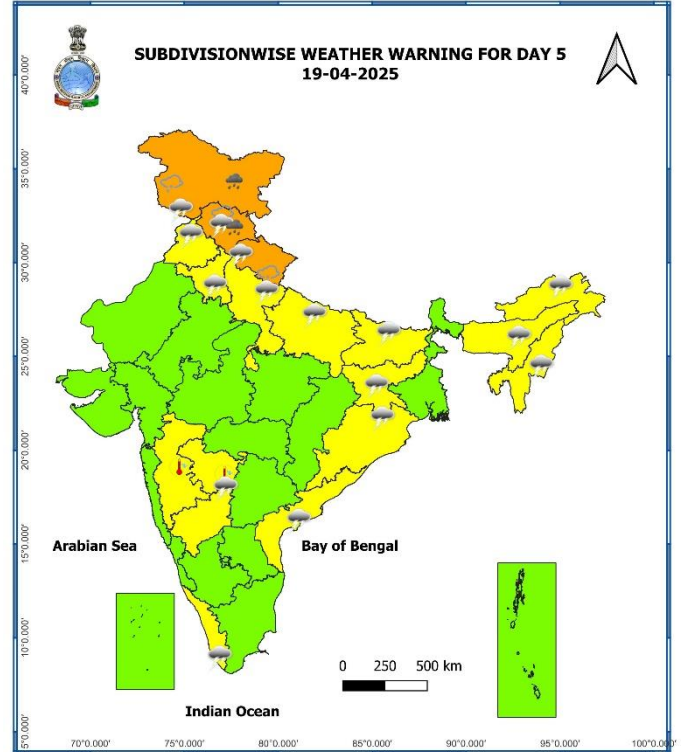 SUBDIVISIONWISE WEATHER WARNING FOR DAY 5
19-04-2025
40°0.000'
35°0.000'
30°0.000'
25°0.000'
20°0.000'
15°0.000'
10°0.000'
5°0.000'
Arabian Sea
Bay of Bengal
0 250 500 km
Indian Ocean
70°0.000' 75°0.000' 80°0.000' 85°0.000' 90°0.000' 95°0.000' 100°0.000'